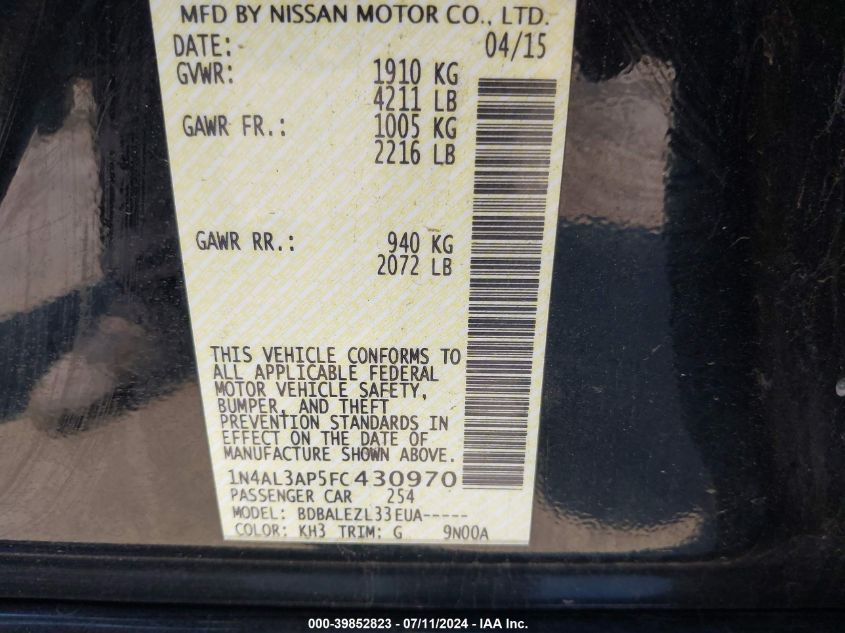 MFD BY NISSAN MOTOR CO., LTD.
DATE: 04/15
GVWR: 1910 KG
4211 LB
GAWR FR.: 1005 KG
2216 LB
GAWR RR.: 940 KG
2072 LB
THIS VEHICLE CONFORMS TO
ALL APPLICABLE FEDERAL
MOTOR VEHICLE SAFETY,
BUMPER, AND THEFT
PREVENTION STANDARDS IN
EFFECT ON THE DATE OF
MANUFACTURE SHOWN ABOVE.
1N4AL3AP5FC430970
PASSENGER CAR 254
MODEL: BDBALEZL33EUA-----
COLOR: KH3 TRIM: G 9N00A
000-39852823 - 07/11/2024 - IAA Inc.